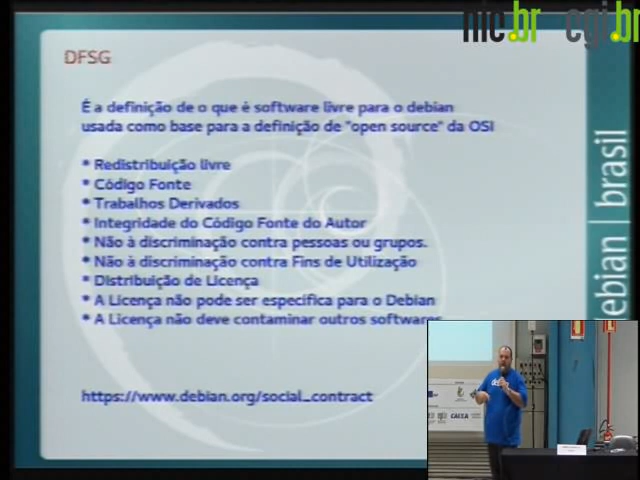 nic.br cgi.br
DFSG
É a definição de o que é software livre para o debian
usada como base para a definição de "open source" da OSI
* Redistribuição livre
* Código Fonte
* Trabalhos Derivados
* Integridade do Código Fonte do Autor
* Não à discriminação contra pessoas ou grupos.
* Não à discriminação contra Fins de Utilização
* Distribuição de Licença
* A Licença não pode ser específica para o Debian
* A Licença não deve contaminar outros softwares
https://www.debian.org/social_contract
debian | brasil
CAIXA